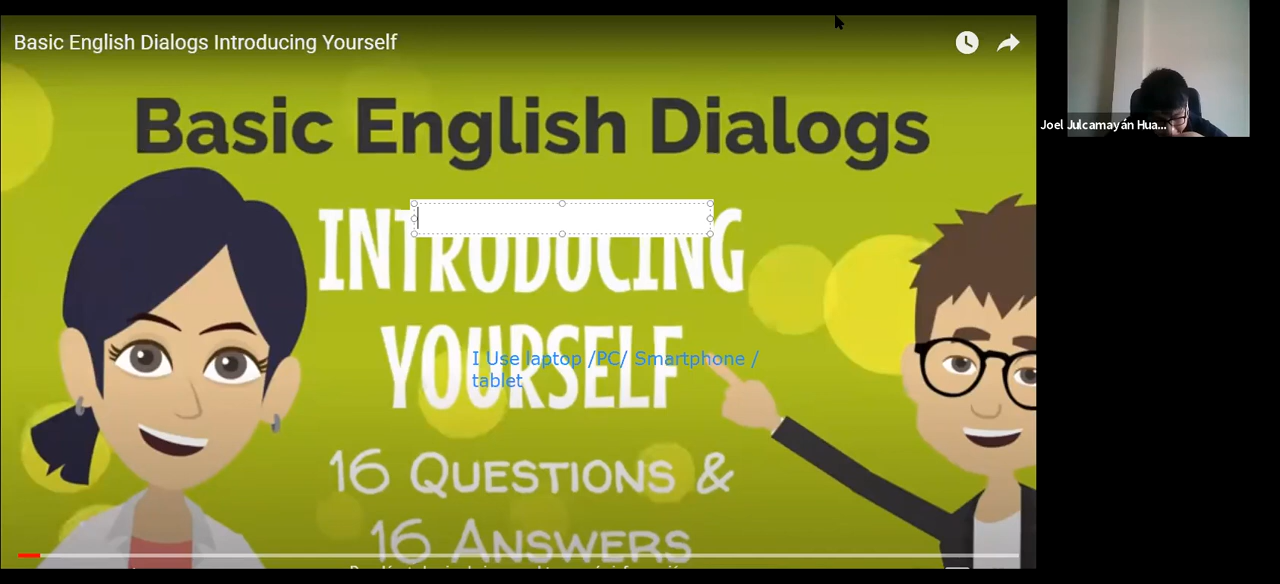 Basic English Dialogs Introducing Yourself
Basic English Dialogs
INTRODUCING
YOURSELF
I Use laptop /PC/ Smartphone /
tablet
16 QUESTIONS &
16 ANSWERS
Joel Julcamayán Hua...